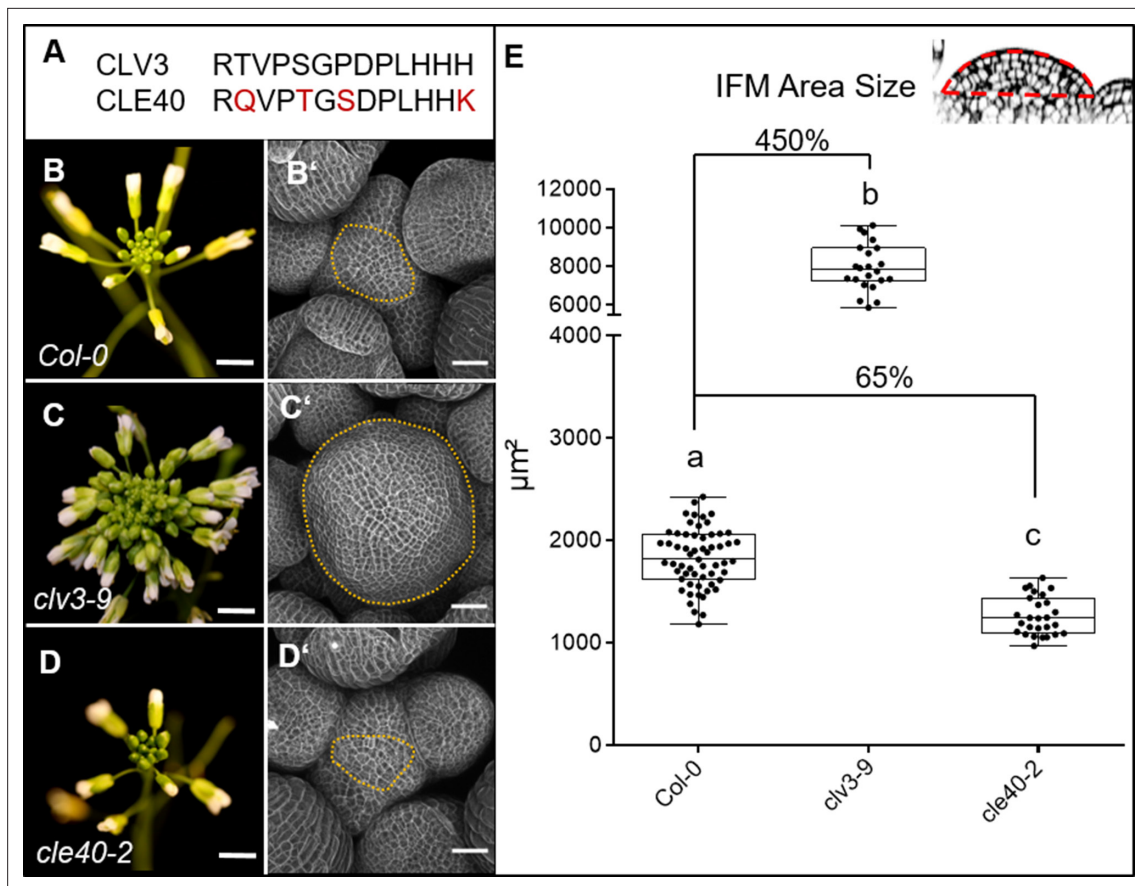 A
CLV3 RTVPSGPDPLHHH
CLE40 RQVPTGSDPLHHK
B
Col-0
B‘
C
clv3-9
C‘
D
cle40-2
D‘
E
IFM Area Size
450%
b
65%
a
c
µm²
12000
10000
8000
6000
4000
3000
2000
1000
0
Col-0
clv3-9
cle40-2